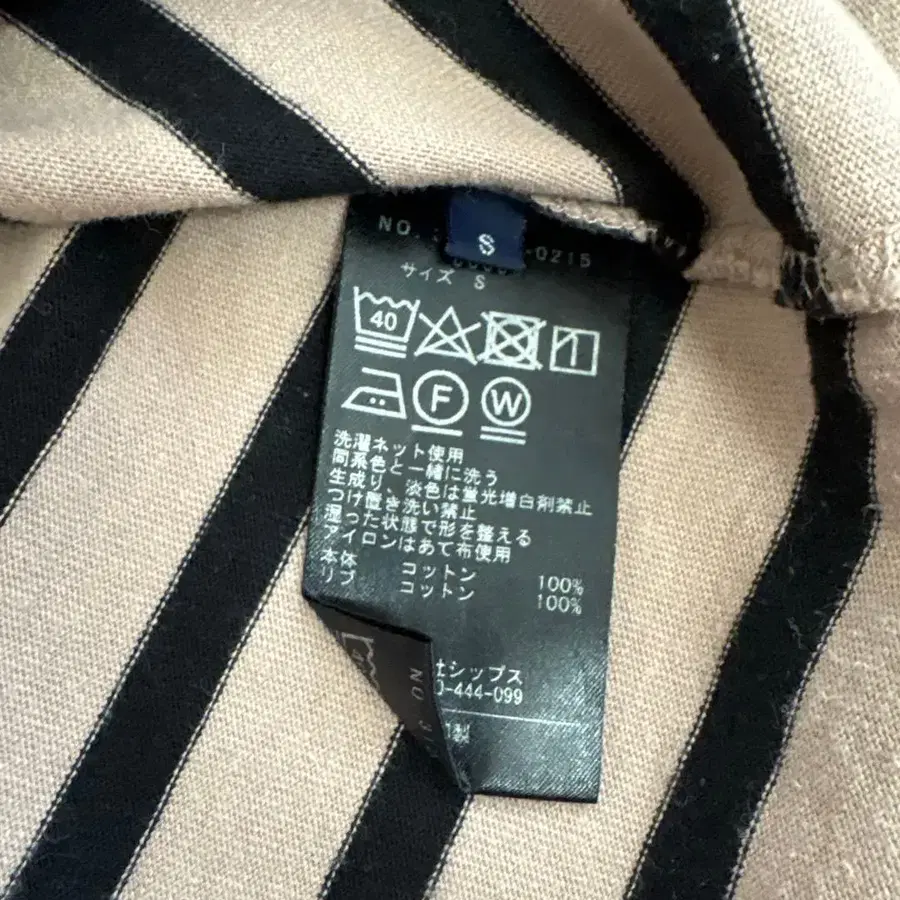 S
NO. 0215
サイズ S
40
F W
洗濯ネット使用
同系色と一緒に洗う
生成り、淡色は蛍光増白剤禁止
つけ置き洗い禁止
湿った状態で形を整える
アイロンはあて布使用
本体 コットン 100%
リブ コットン 100%
シップス
-444-099
製
NO. 3